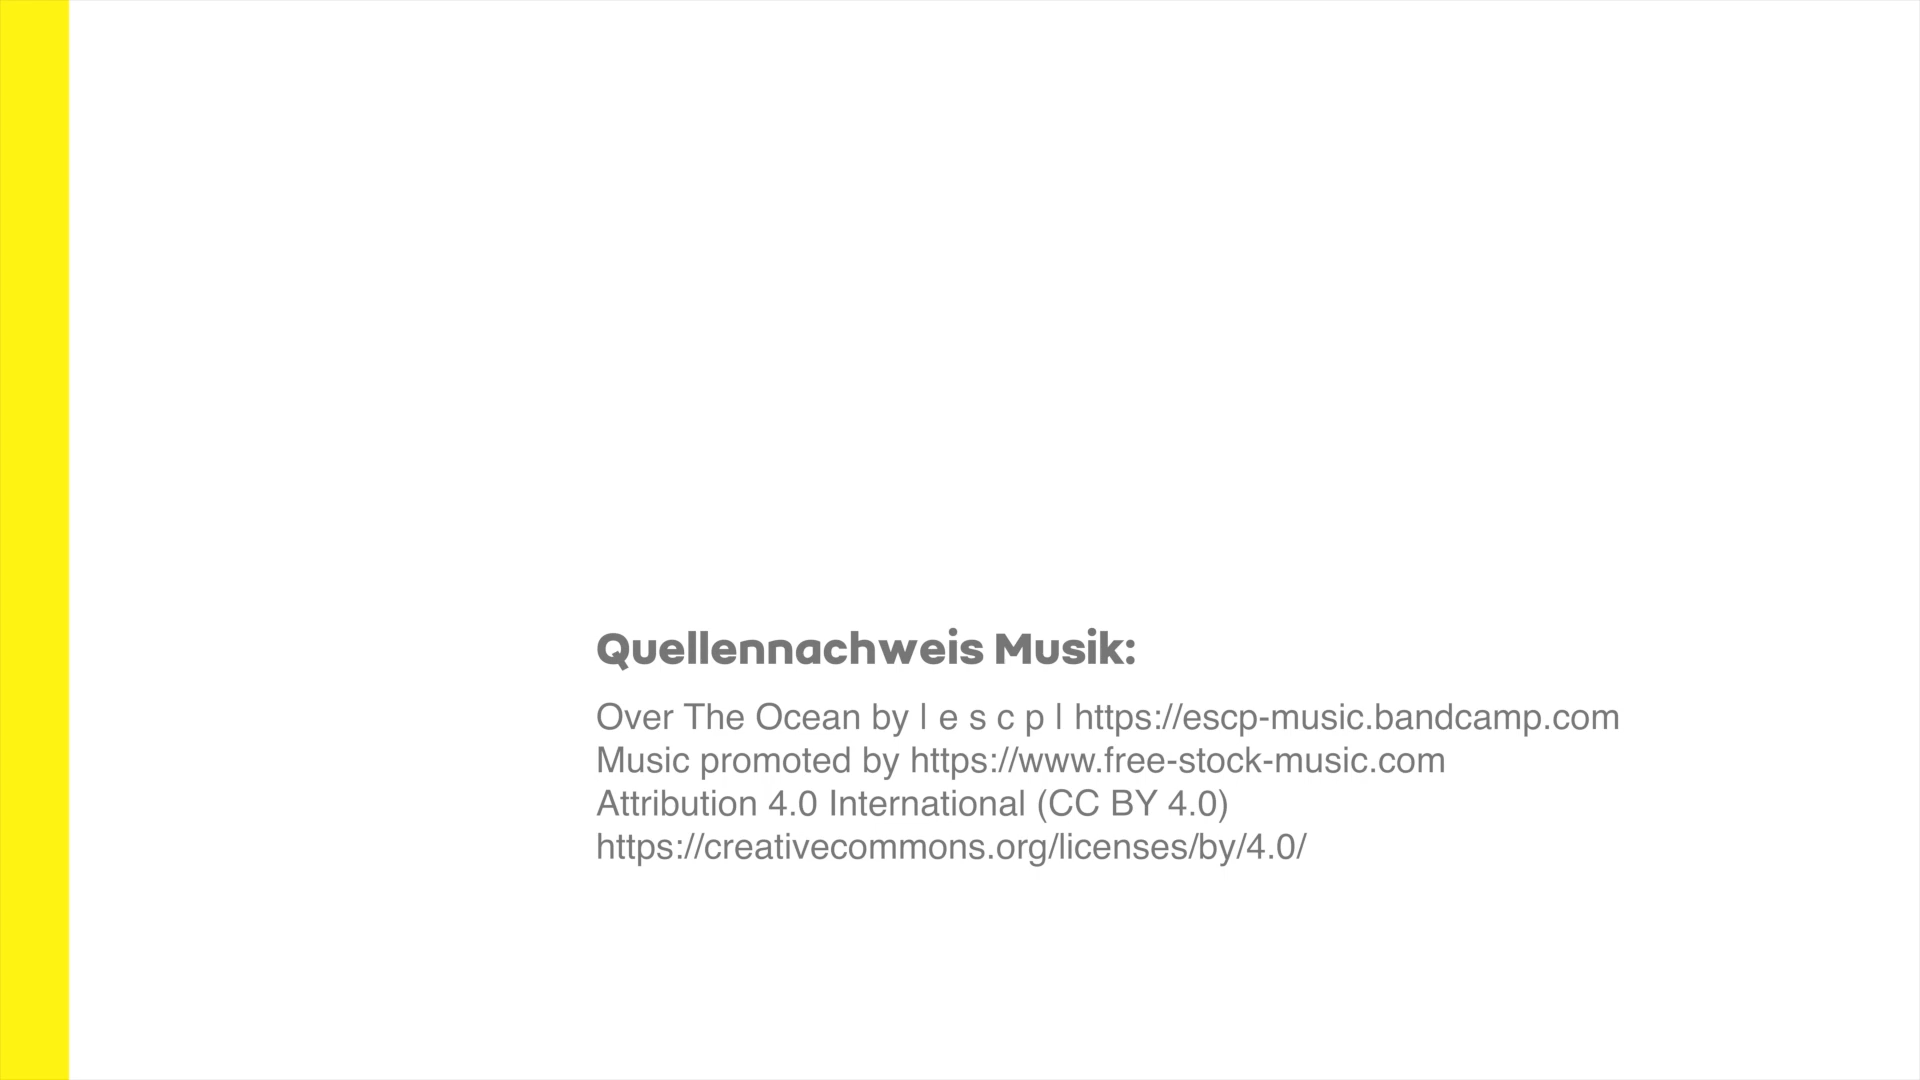 Quellennachweis Musik:
Over The Ocean by | e s c p | https://escp-music.bandcamp.com
Music promoted by https://www.free-stock-music.com
Attribution 4.0 International (CC BY 4.0)
https://creativecommons.org/licenses/by/4.0/